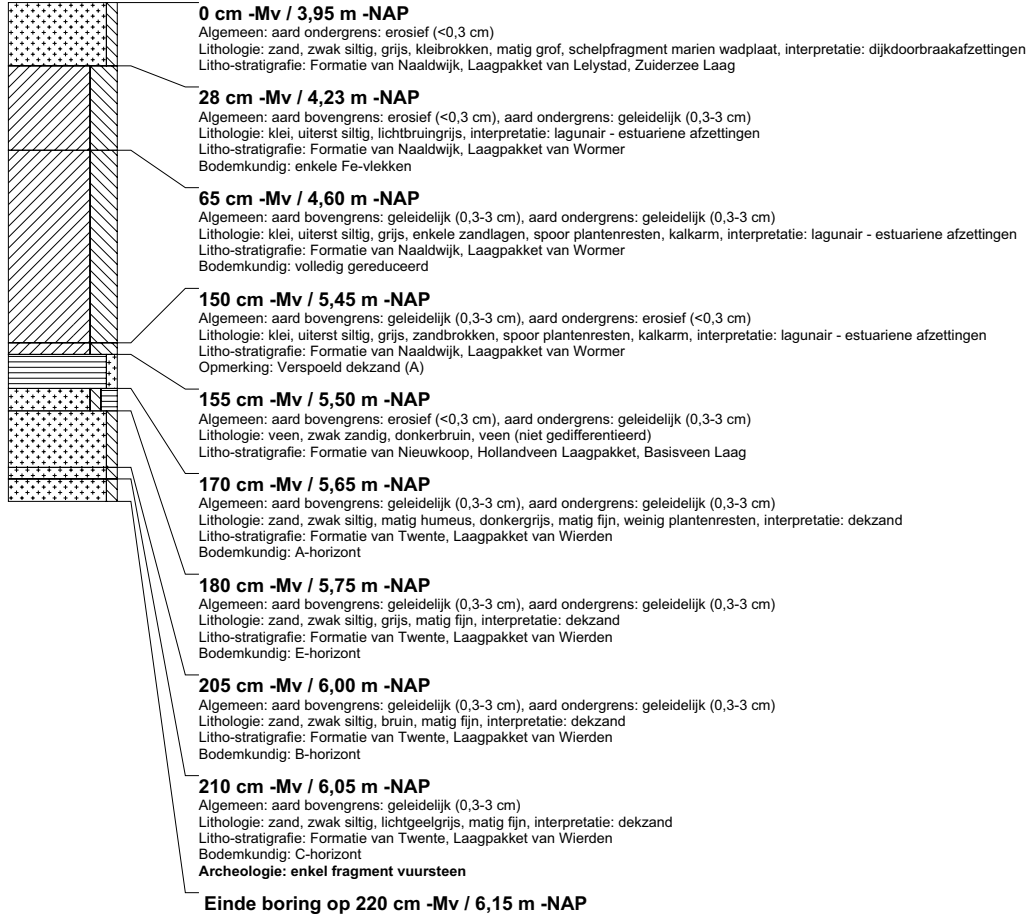 0 cm -Mv / 3,95 m -NAP
Algemeen: aard ondergrens: erosief (<0,3 cm)
Lithologie: zand, zwak siltig, grijs, kleibrokken, matig grof, schelpfragment marien wadplaat, interpretatie: dijkdoorbraakafzettingen
Litho-stratigrafie: Formatie van Naaldwijk, Laagpakket van Lelystad, Zuiderzee Laag
28 cm -Mv / 4,23 m -NAP
Algemeen: aard bovengrens: erosief (<0,3 cm), aard ondergrens: geleidelijk (0,3-3 cm)
Lithologie: klei, uiterst siltig, lichtbruingrijs, interpretatie: lagunair - estuariene afzettingen
Litho-stratigrafie: Formatie van Naaldwijk, Laagpakket van Wormer
Bodemkundig: enkele Fe-vlekken
65 cm -Mv / 4,60 m -NAP
Algemeen: aard bovengrens: geleidelijk (0,3-3 cm), aard ondergrens: geleidelijk (0,3-3 cm)
Lithologie: klei, uiterst siltig, grijs, enkele zandlagen, spoor plantenresten, kalkarm, interpretatie: lagunair - estuariene afzettingen
Litho-stratigrafie: Formatie van Naaldwijk, Laagpakket van Wormer
Bodemkundig: volledig gereduceerd
150 cm -Mv / 5,45 m -NAP
Algemeen: aard bovengrens: geleidelijk (0,3-3 cm), aard ondergrens: erosief (<0,3 cm)
Lithologie: klei, uiterst siltig, grijs, zandbrokken, spoor plantenresten, kalkarm, interpretatie: lagunair - estuariene afzettingen
Litho-stratigrafie: Formatie van Naaldwijk, Laagpakket van Wormer
Opmerking: Verspoeld dekzand (A)
155 cm -Mv / 5,50 m -NAP
Algemeen: aard bovengrens: erosief (<0,3 cm), aard ondergrens: geleidelijk (0,3-3 cm)
Lithologie: veen, zwak zandig, donkerbruin, veen (niet gedifferentieerd)
Litho-stratigrafie: Formatie van Nieuwkoop, Hollandveen Laagpakket, Basisveen Laag
170 cm -Mv / 5,65 m -NAP
Algemeen: aard bovengrens: geleidelijk (0,3-3 cm), aard ondergrens: geleidelijk (0,3-3 cm)
Lithologie: zand, zwak siltig, matig humeus, donkergrijs, matig fijn, weinig plantenresten, interpretatie: dekzand
Litho-stratigrafie: Formatie van Twente, Laagpakket van Wierden
Bodemkundig: A-horizont
180 cm -Mv / 5,75 m -NAP
Algemeen: aard bovengrens: geleidelijk (0,3-3 cm), aard ondergrens: geleidelijk (0,3-3 cm)
Lithologie: zand, zwak siltig, grijs, matig fijn, interpretatie: dekzand
Litho-stratigrafie: Formatie van Twente, Laagpakket van Wierden
Bodemkundig: E-horizont
205 cm -Mv / 6,00 m -NAP
Algemeen: aard bovengrens: geleidelijk (0,3-3 cm), aard ondergrens: geleidelijk (0,3-3 cm)
Lithologie: zand, zwak siltig, bruin, matig fijn, interpretatie: dekzand
Litho-stratigrafie: Formatie van Twente, Laagpakket van Wierden
Bodemkundig: B-horizont
210 cm -Mv / 6,05 m -NAP
Algemeen: aard bovengrens: geleidelijk (0,3-3 cm)
Lithologie: zand, zwak siltig, lichtgeelgrijs, matig fijn, interpretatie: dekzand
Litho-stratigrafie: Formatie van Twente, Laagpakket van Wierden
Bodemkundig: C-horizont
Archeologie: enkel fragment vuursteen
Einde boring op 220 cm -Mv / 6,15 m -NAP